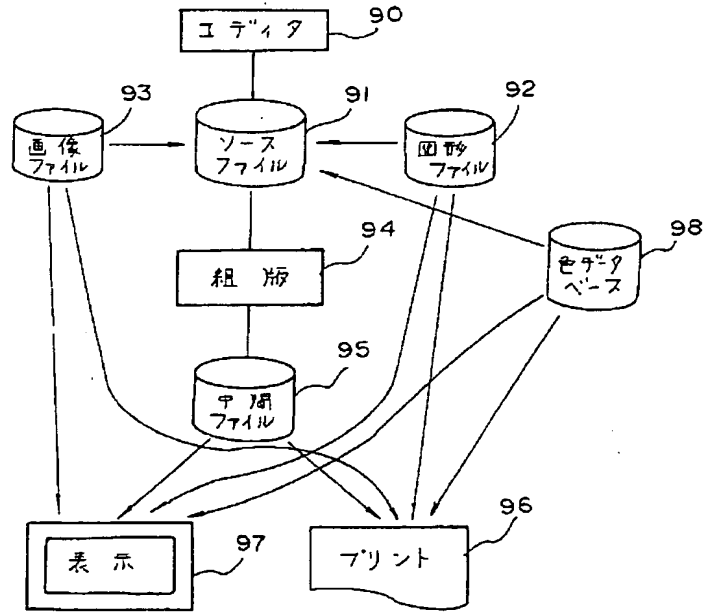 エディタ
90
93
画像
ファイル
91
ソース
ファイル
92
図形
ファイル
94
組版
98
色データ
ベース
95
中間
ファイル
表示
97
プリント
96